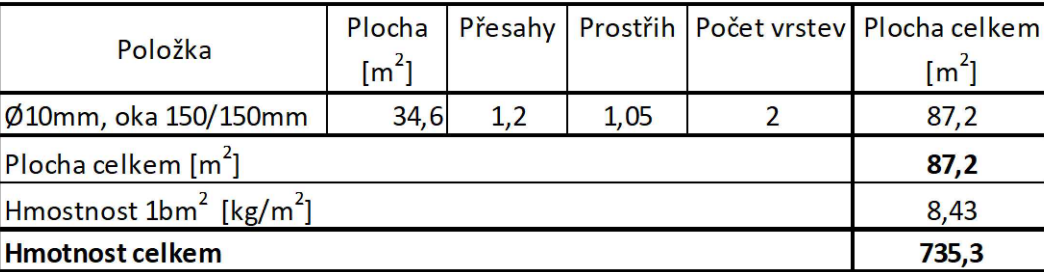 Položka Plocha [m²] Přesahy Prostřih Počet vrstev Plocha celkem [m²]
Ø10mm, oka 150/150mm 34,6 1,2 1,05 2 87,2
Plocha celkem [m²] 87,2
Hmostnost 1bm² [kg/m²] 8,43
Hmotnost celkem 735,3